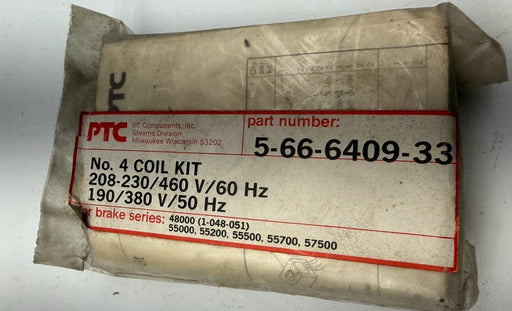 PTC
PTC
PT Components, Inc.
Stearns Division
Milwaukee Wisconsin 53202
part number:
5-66-6409-33
No. 4 COIL KIT
208-230/460 V/60 Hz
190/380 V/50 Hz
for brake series: 48000 (1-048-051)
55000, 55200, 55500, 55700, 57500